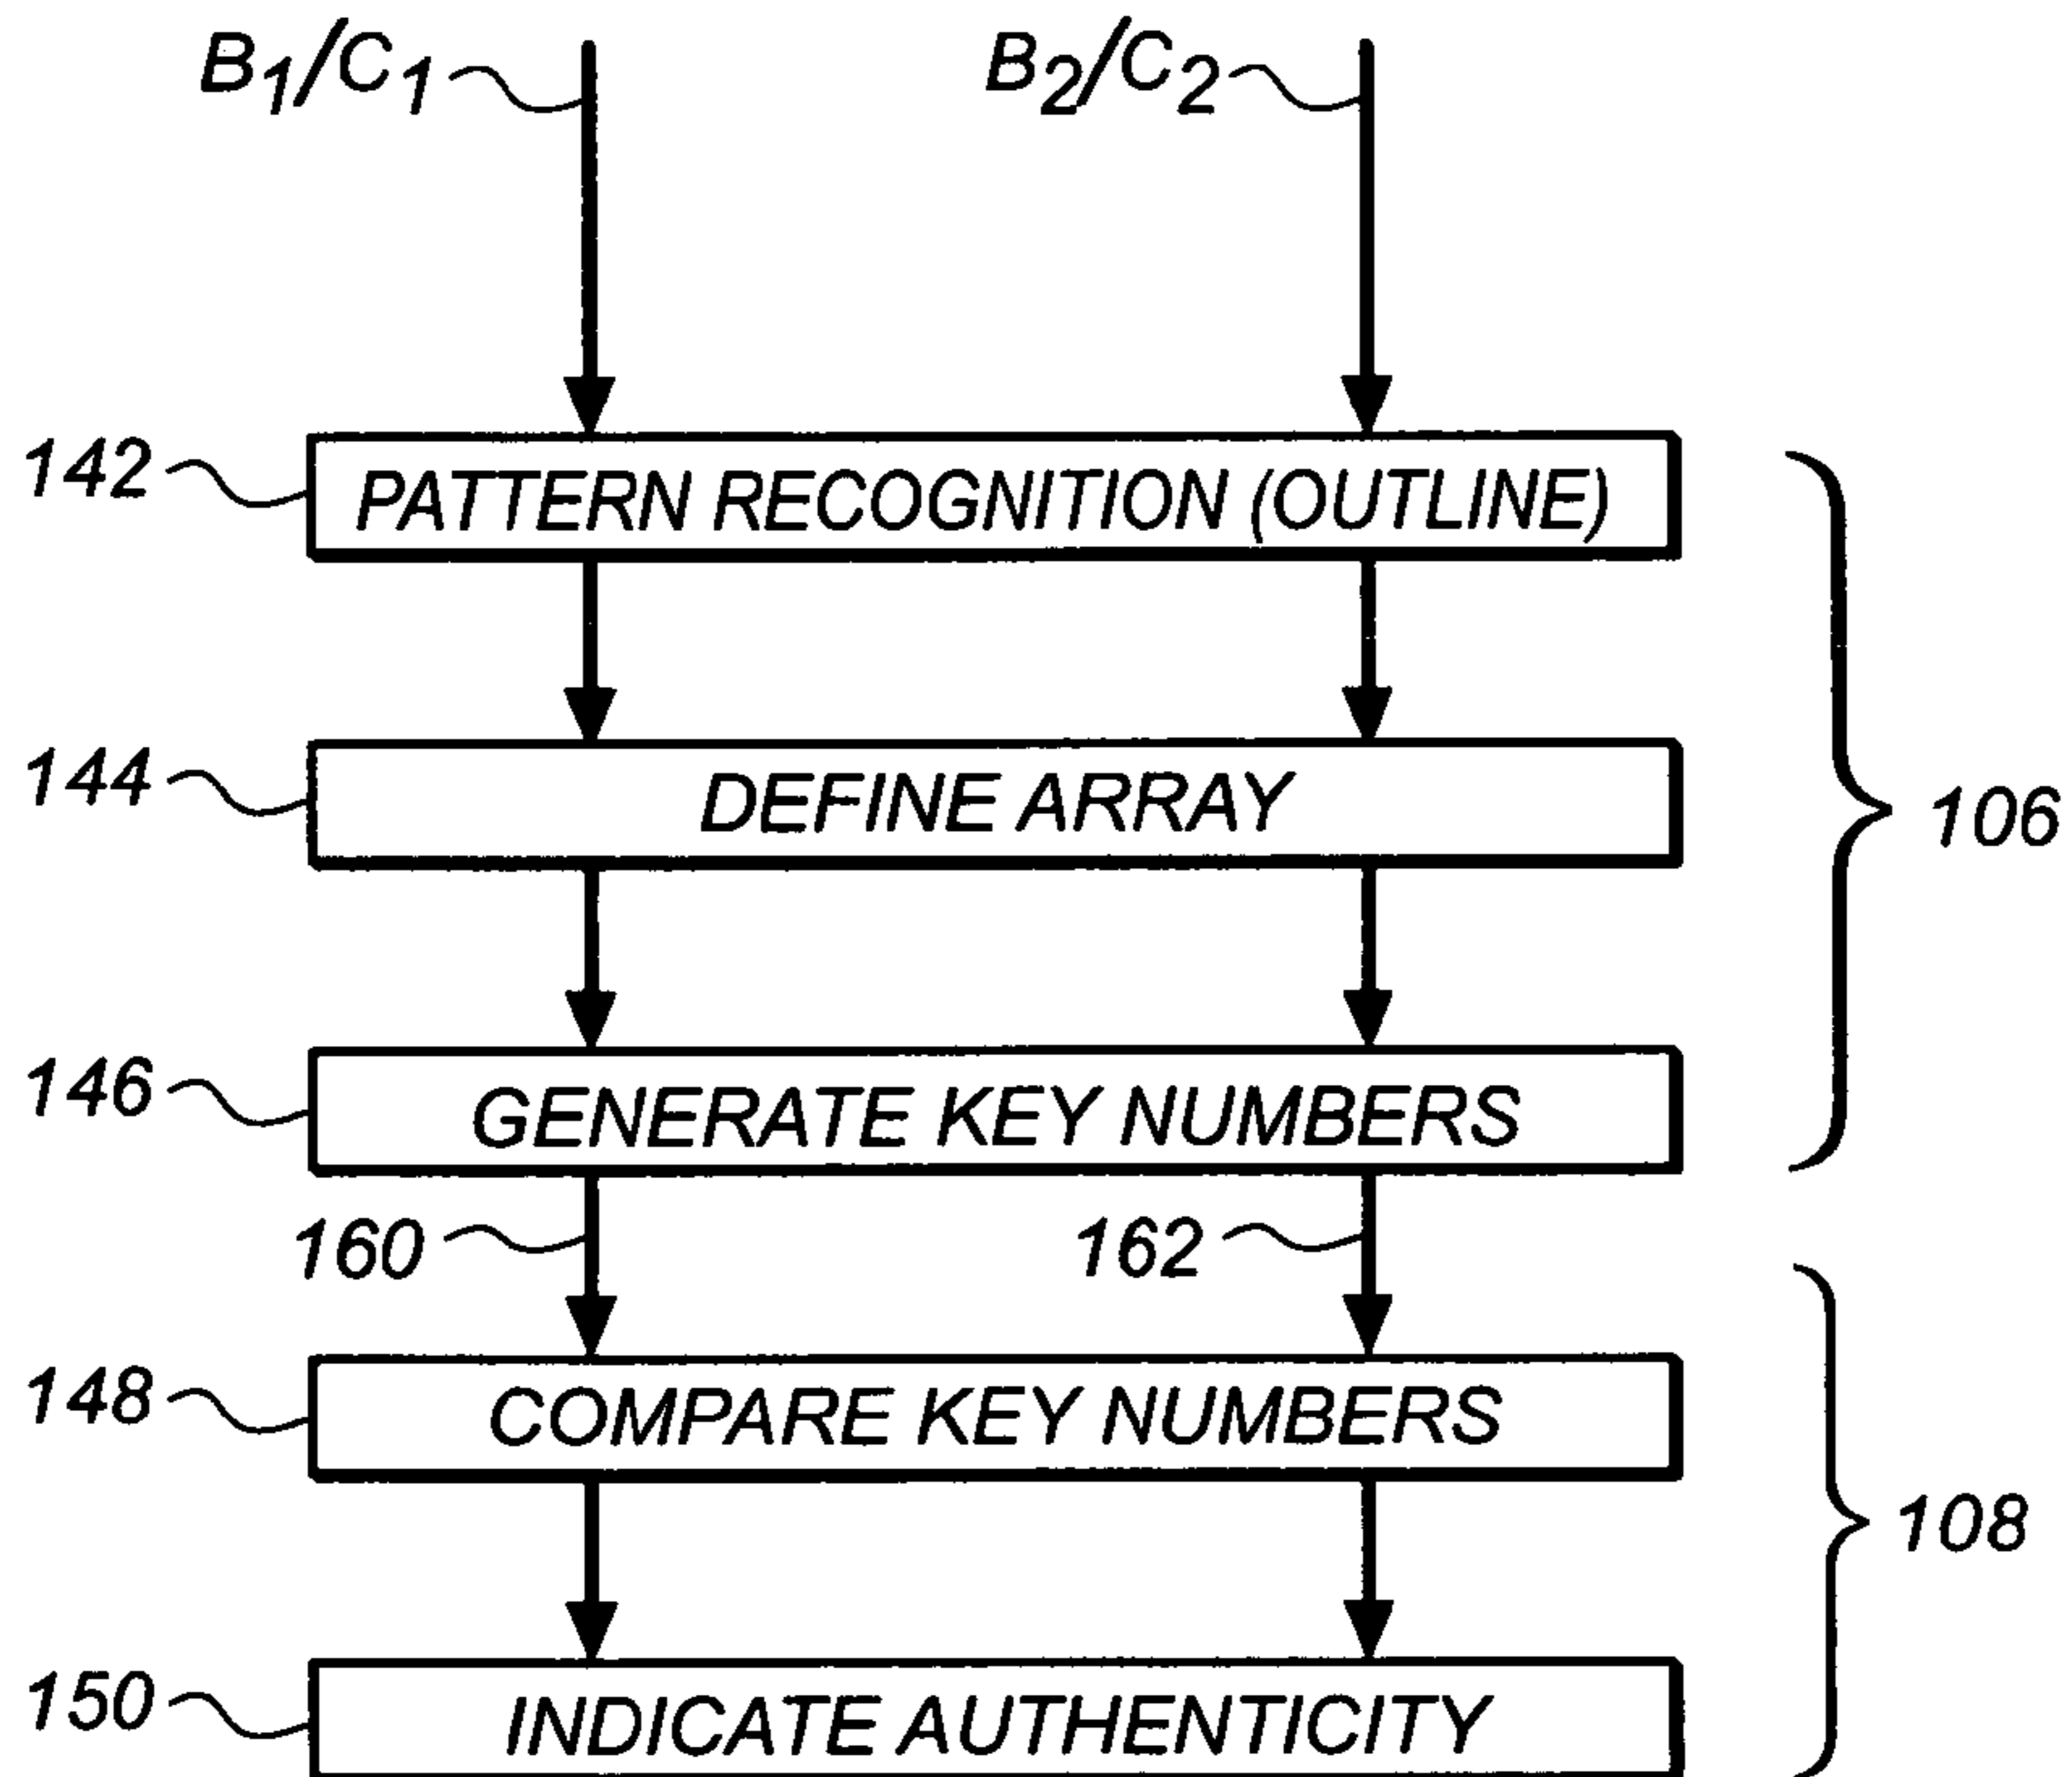 B1/C1 B2/C2
142 PATTERN RECOGNITION (OUTLINE)
144 DEFINE ARRAY
106
146 GENERATE KEY NUMBERS
160 162
148 COMPARE KEY NUMBERS
108
150 INDICATE AUTHENTICITY